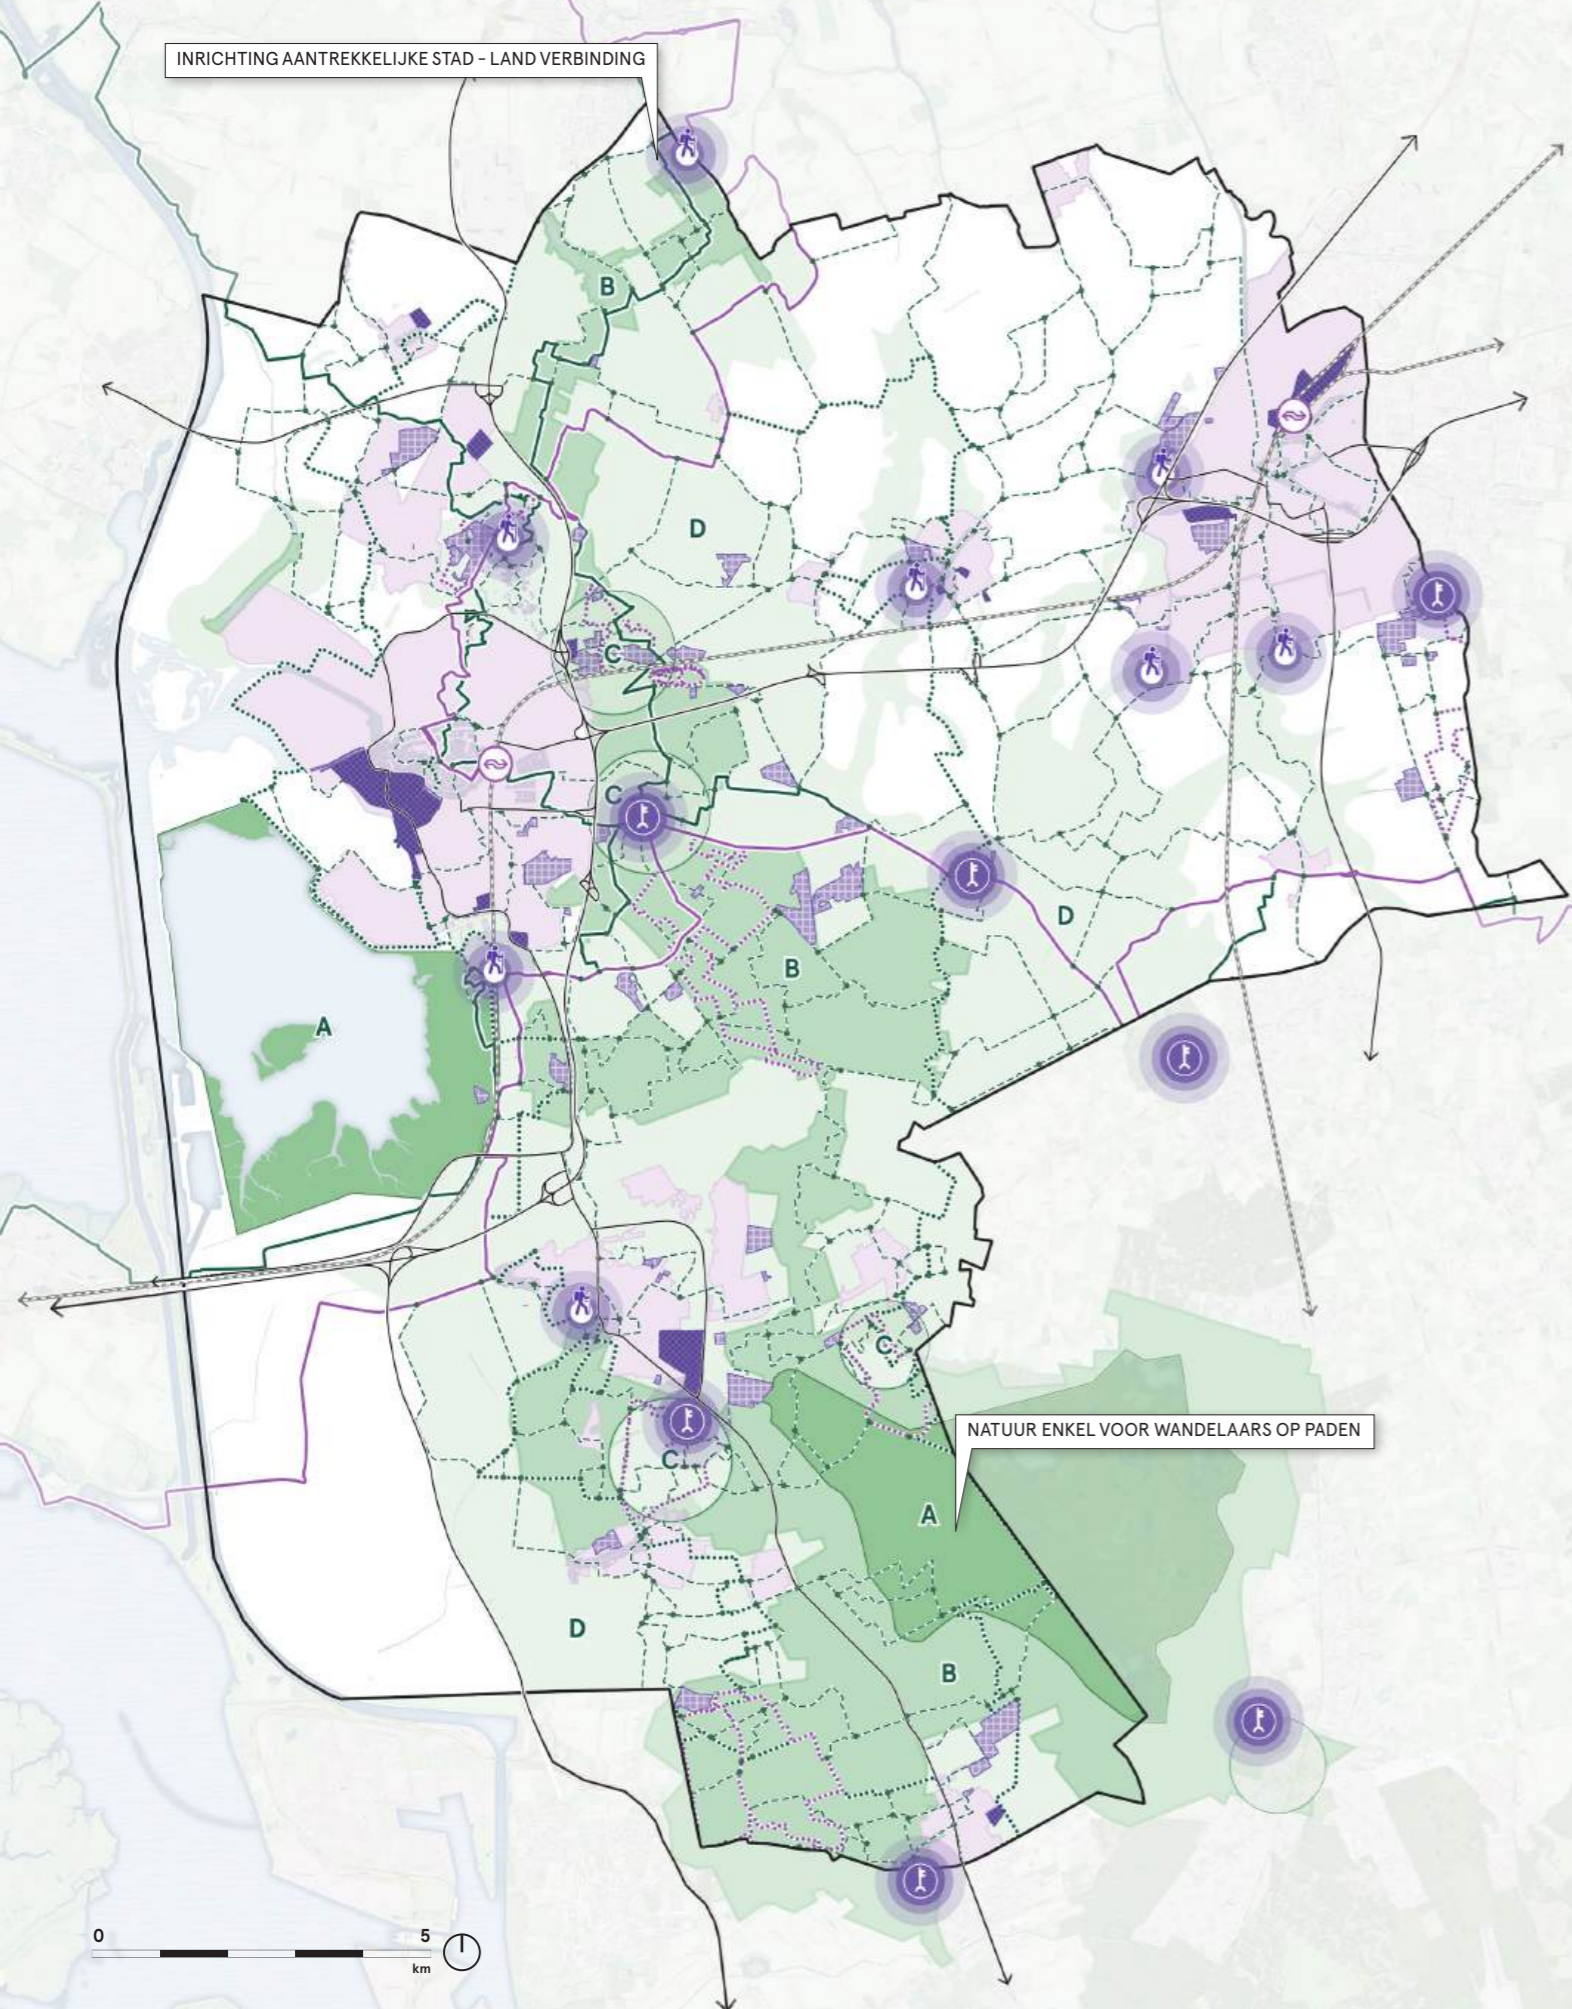 INRICHTING AANTREKKELIJKE STAD - LAND VERBINDING
B
D
C
C
D
B
A
C
NATUUR ENKEL VOOR WANDELAARS OP PADEN
C
A
D
B
0 5
km